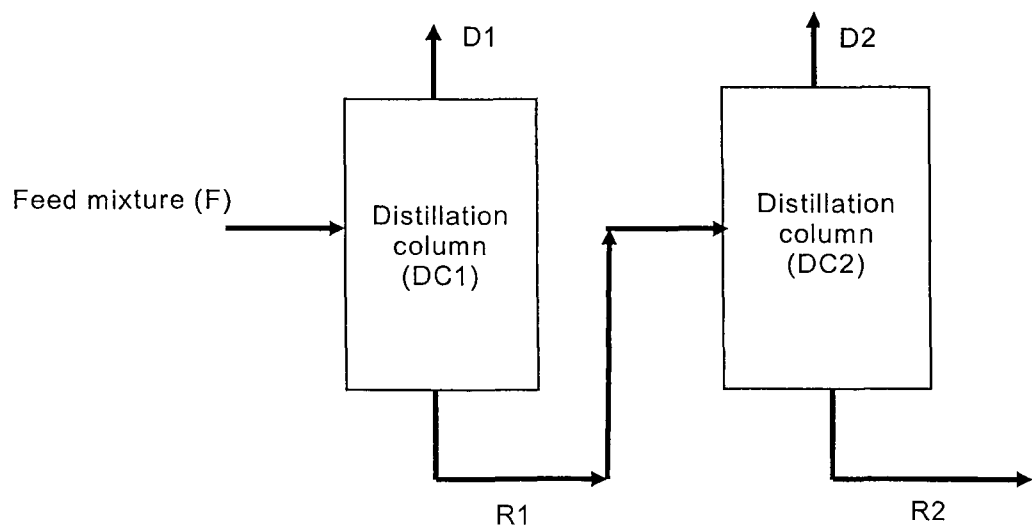 D1
D2
Feed mixture (F)
Distillation
column
(DC1)
Distillation
column
(DC2)
R1
R2